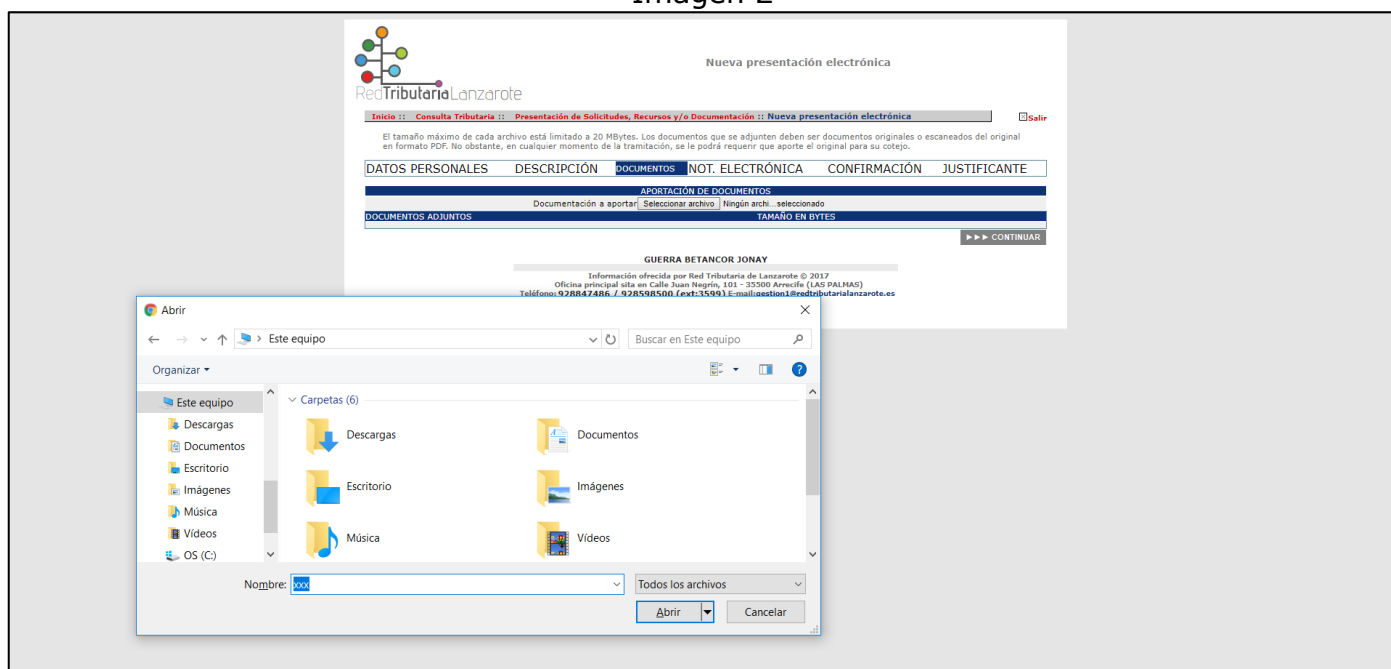 Imagen 2
Nueva presentación electrónica
RedTributariaLanzarote
Inicio :: Consulta Tributaria :: Presentación de Solicitudes, Recursos y/o Documentación :: Nueva presentación electrónica
Salir
El tamaño máximo de cada archivo está limitado a 20 MBytes. Los documentos que se adjunten deben ser documentos originales o escaneados del original
en formato PDF. No obstante, en cualquier momento de la tramitación, se le podrá requerir que aporte el original para su cotejo.
DATOS PERSONALES DESCRIPCIÓN DOCUMENTOS NOT. ELECTRÓNICA CONFIRMACIÓN JUSTIFICANTE
APORTACIÓN DE DOCUMENTOS
Documentación a aportar Seleccionar archivo Ningún archi...seleccionado
DOCUMENTOS ADJUNTOS TAMAÑO EN BYTES
►►► CONTINUAR
GUERRA BETANCOR JONAY
Información ofrecida por Red Tributaria de Lanzarote © 2017
Oficina principal sita en Calle Juan Negrín, 101 - 35500 Arrecife (LAS PALMAS)
Teléfono: 928847486 / 928598500 (ext:3599) E-mail:gestion1@redtributarialanzarote.es
Abrir
Este equipo
Buscar en Este equipo
Organizar
Este equipo
Descargas
Documentos
Escritorio
Imágenes
Música
Vídeos
OS (C:)
Carpetas (6)
Descargas Documentos
Escritorio Imágenes
Música Vídeos
Nombre: xxx Todos los archivos
Abrir Cancelar